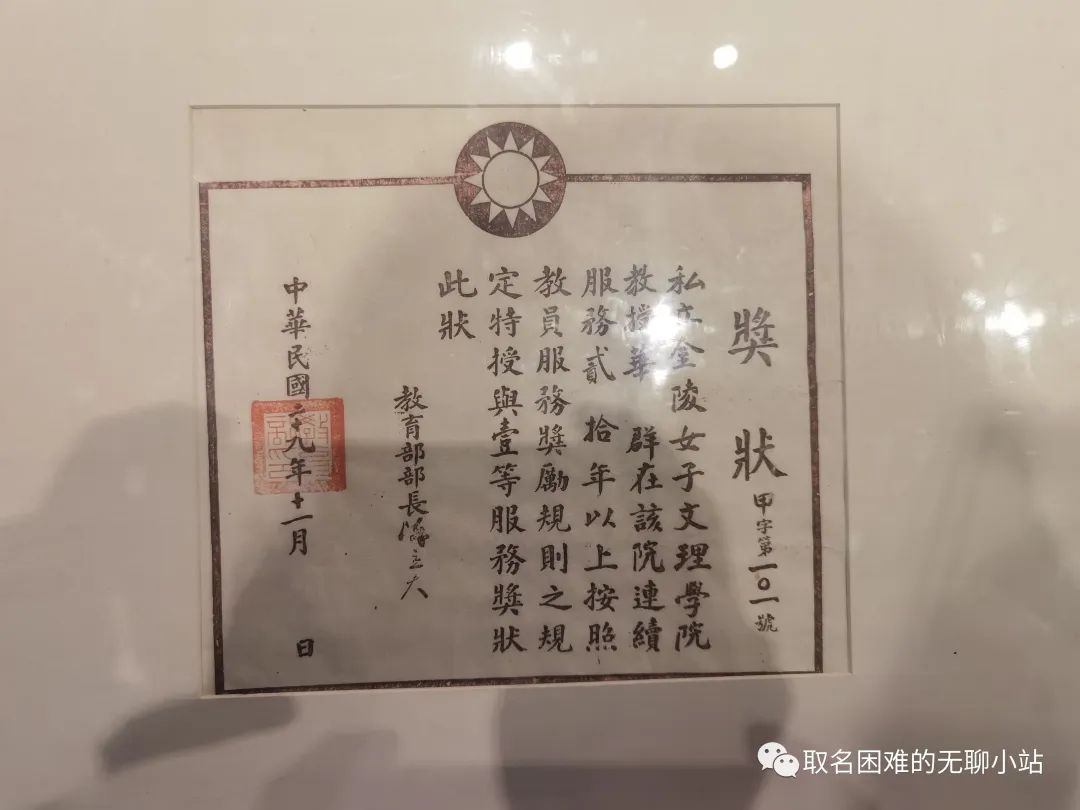 獎狀
甲字第一〇一號
私立金陵女子文理學院
教授華 群在該院連續
服務貳拾年以上按照
教員服務獎勵規則之規
定特授與壹等服務獎狀
此狀
教育部部長陳立夫
中華民國二十九年十一月 日
取名困难的无聊小站